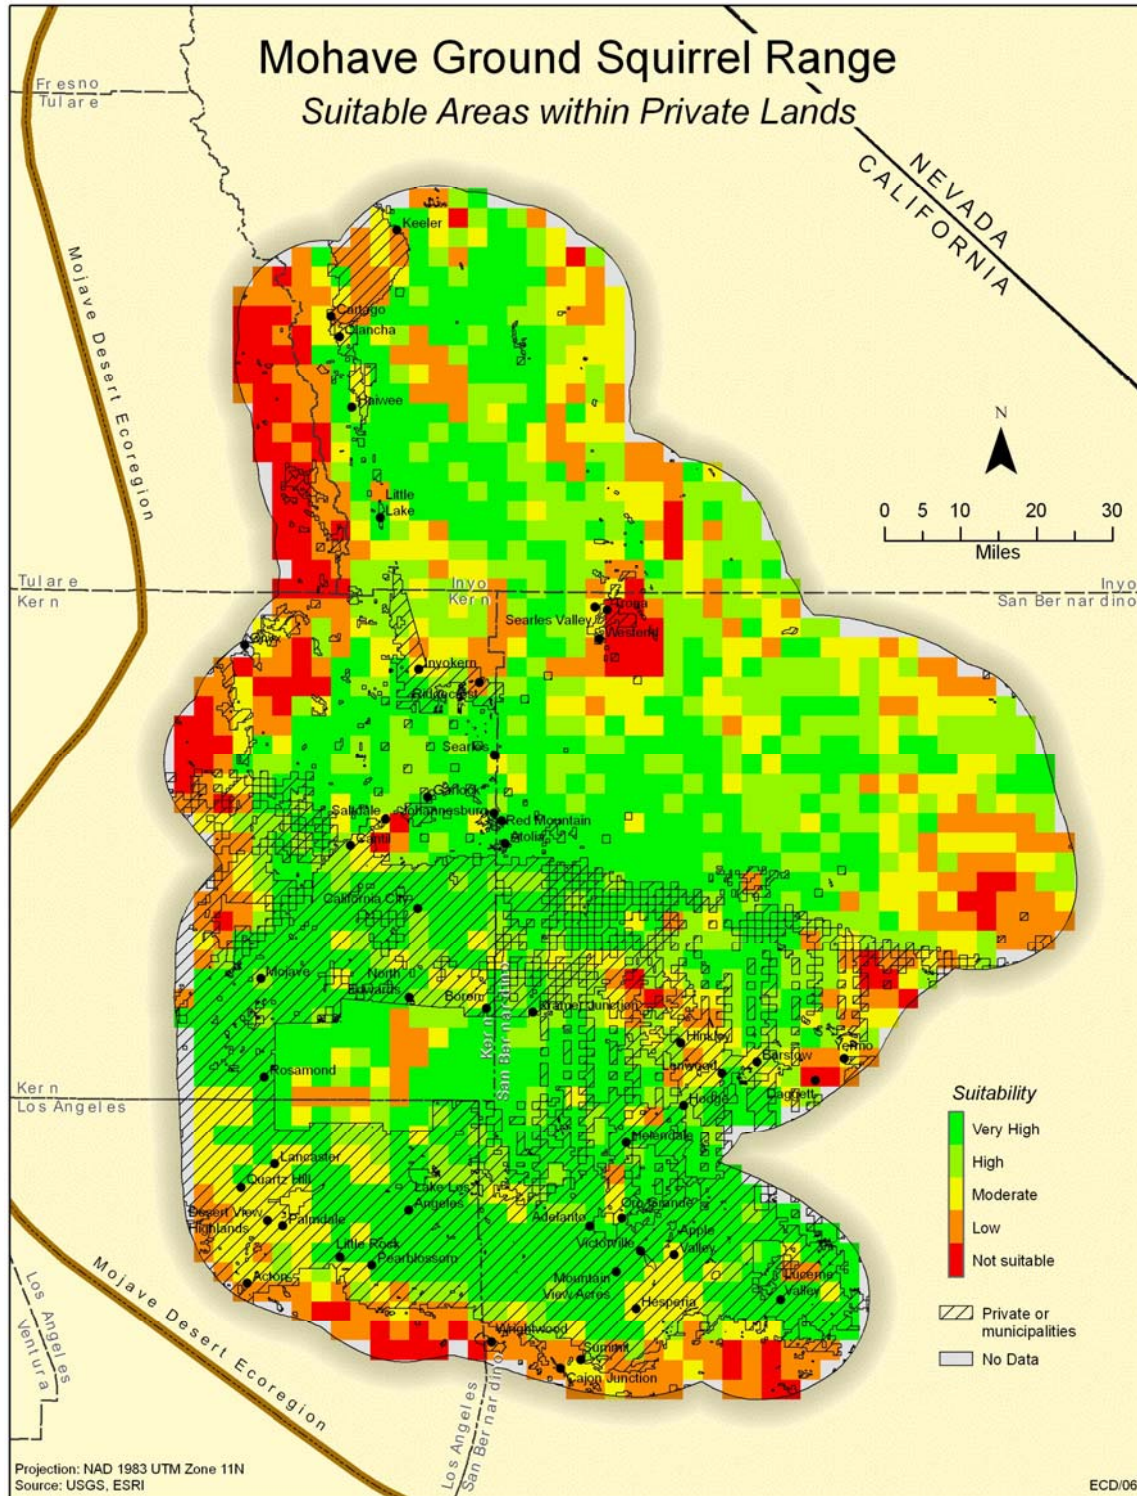 Mohave Ground Squirrel Range
Suitable Areas within Private Lands
Fresno
Tulare
NEVADA
CALIFORNIA
Mojave Desert Ecoregion
Keeler
Cartago
Olancha
Haiwee
N
Little
Lake
0 5 10 20 30
Miles
Tulare
Kern
Inyo
Kern
Inyo
San Bernardino
Searles Valley
Trona
Westend
Onyx
Inyokern
Ridgecrest
Searles
Garlock
Saltdale
Johannesburg
Red Mountain
Atolia
Cantil
California City
Mojave
North
Edwards
Boron
Kramer Junction
Kern
San Bernardino
Hinkley
Lenwood
Barstow
Yermo
Daggett
Rosamond
Kern
Los Angeles
Hodge
Helendale
Lancaster
Quartz Hill
Lake Los
Angeles
Desert View
Highlands
Palmdale
Adelanto
Oro Grande
Victorville
Apple
Valley
Little Rock
Pearblossom
Mountain
View Acres
Acton
Hesperia
Lucerne
Valley
Wrightwood
Summit
Cajon Junction
Suitability
Very High
High
Moderate
Low
Not suitable
Private or
municipalities
No Data
Los Angeles
Ventura
Mojave Desert Ecoregion
Los Angeles
San Bernardino
Projection: NAD 1983 UTM Zone 11N
Source: USGS, ESRI
ECD/06